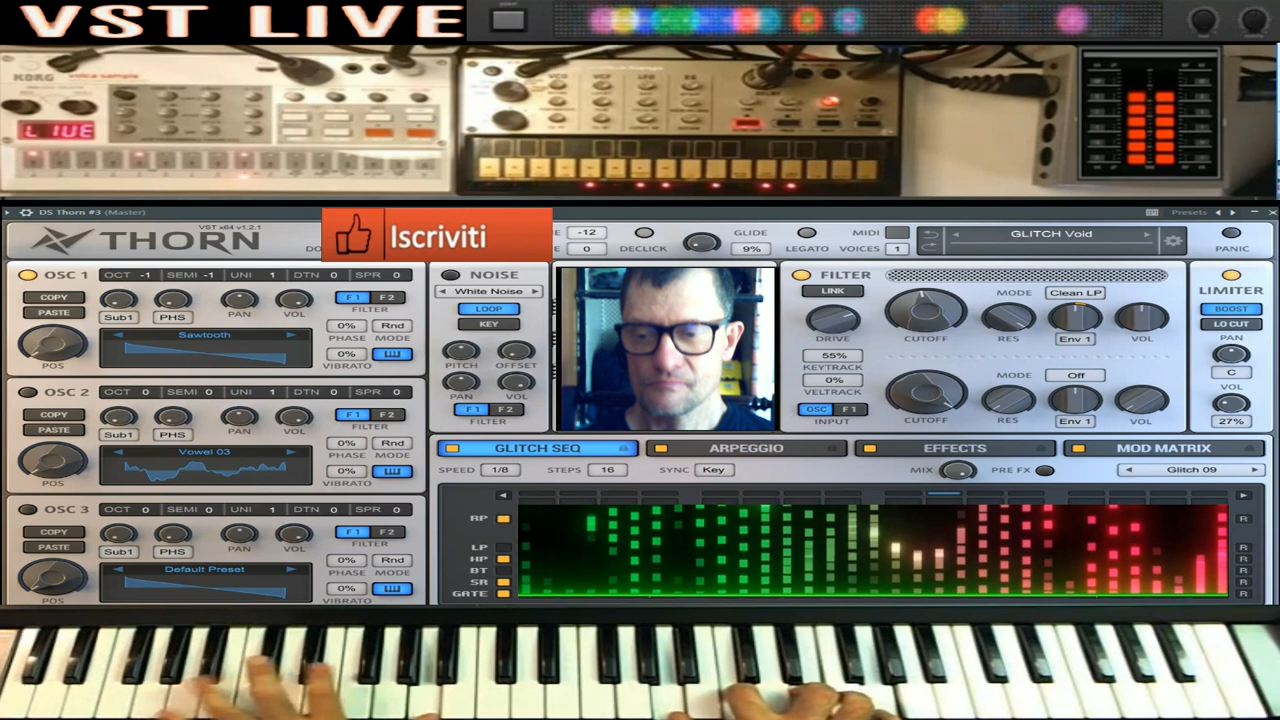 VST LIVE
KORG
volca sample
LIVE
VCO VCF LFO EG
DELAY
DS Thorn #3 (Master)
Presets
VST x64 v1.2.1
THORN
Iscriviti
-12
0
DECLICK
GLIDE
9%
LEGATO
MIDI
VOICES 1
GLITCH Void
PANIC
OSC 1
OCT -1 SEMI -1 UNI 1 DTN 0 SPR 0
COPY
PASTE
Sub1 PHS
PAN VOL
F1 F2
FILTER
0% Rnd
PHASE MODE
Sawtooth
0%
VIBRATO
POS
OSC 2
OCT 0 SEMI 0 UNI 1 DTN 0 SPR 0
COPY
PASTE
Sub1 PHS
PAN VOL
F1 F2
FILTER
0% Rnd
PHASE MODE
Vowel 03
0%
VIBRATO
POS
OSC 3
OCT 0 SEMI 0 UNI 1 DTN 0 SPR 0
COPY
PASTE
Sub1 PHS
PAN VOL
F1 F2
FILTER
0% Rnd
PHASE MODE
Default Preset
0%
VIBRATO
POS
NOISE
White Noise
LOOP
KEY
PITCH OFFSET
PAN VOL
F1 F2
FILTER
FILTER
LINK
DRIVE
55%
KEYTRACK
0%
VELTRACK
OSC F1
INPUT
MODE Clean LP
CUTOFF RES Env 1 VOL
MODE Off
CUTOFF RES Env 1 VOL
LIMITER
BOOST
LO CUT
PAN
C
VOL
27%
GLITCH SEQ
ARPEGGIO
EFFECTS
MOD MATRIX
SPEED 1/8 STEPS 16 SYNC Key MIX PRE FX Glitch 09
RP R
LP R
HP R
BT R
SR R
GATE R